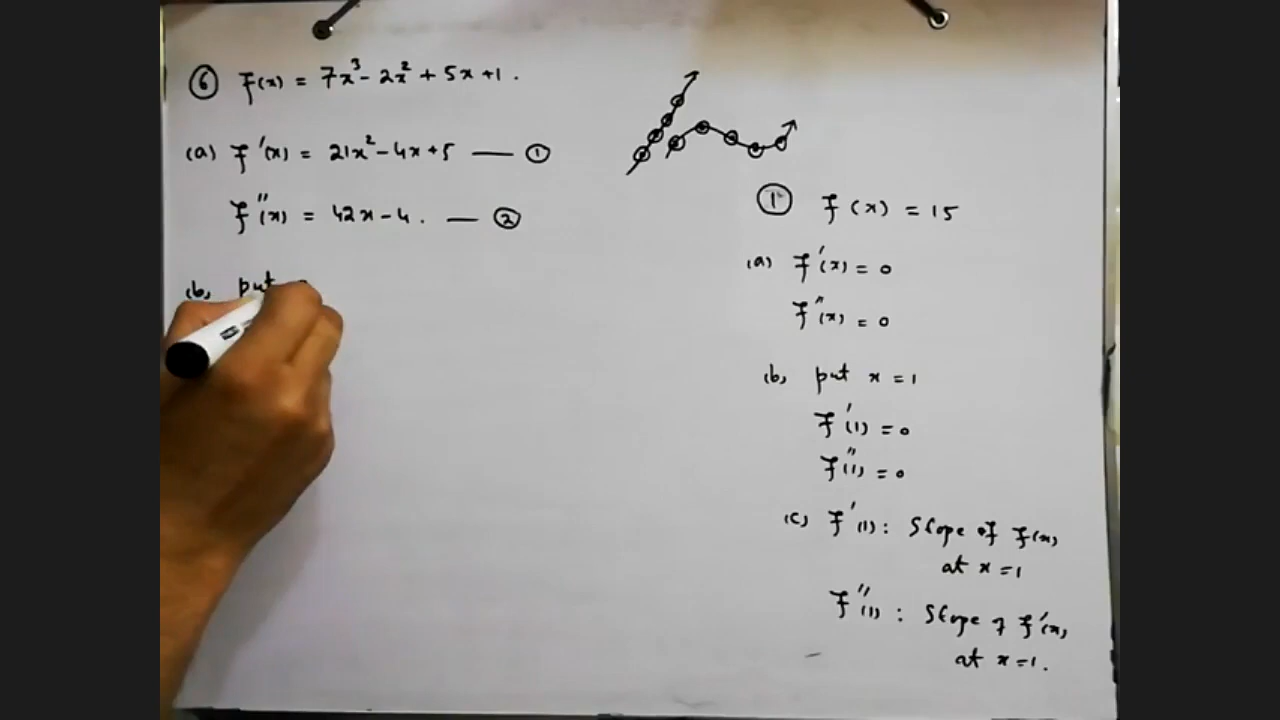 ⑥ f(x) = 7x³ - 2x² + 5x + 1 .
(a) f'(x) = 21x² - 4x + 5 — ①
f''(x) = 42x - 4 . — ②
(b) put
① f(x) = 15
(a) f'(x) = 0
f''(x) = 0
(b) put x = 1
f'(1) = 0
f''(1) = 0
(c) f'(1) : Slope of f(x)
at x = 1
f''(1) : Slope of f'(x)
at x = 1 .